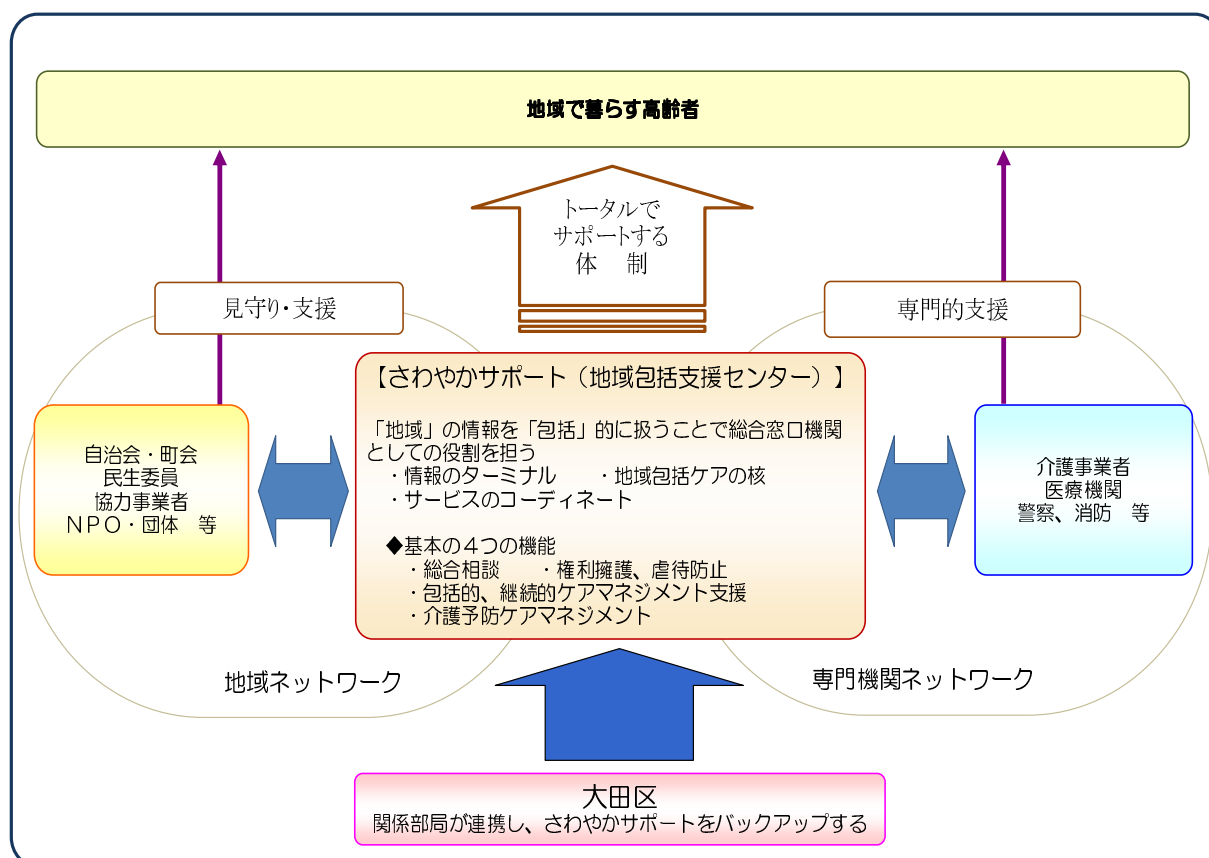 地域で暮らす高齢者
トータルで
サポートする
体　制
見守り・支援
専門的支援
【さわやかサポート（地域包括支援センター）】
「地域」の情報を「包括」的に扱うことで総合窓口機関
としての役割を担う
・情報のターミナル　　・地域包括ケアの核
・サービスのコーディネート
◆基本の４つの機能
・総合相談　　・権利擁護、虐待防止
・包括的、継続的ケアマネジメント支援
・介護予防ケアマネジメント
自治会・町会
民生委員
協力事業者
ＮＰＯ・団体　等
介護事業者
医療機関
警察、消防　等
地域ネットワーク
専門機関ネットワーク
大田区
関係部局が連携し、さわやかサポートをバックアップする